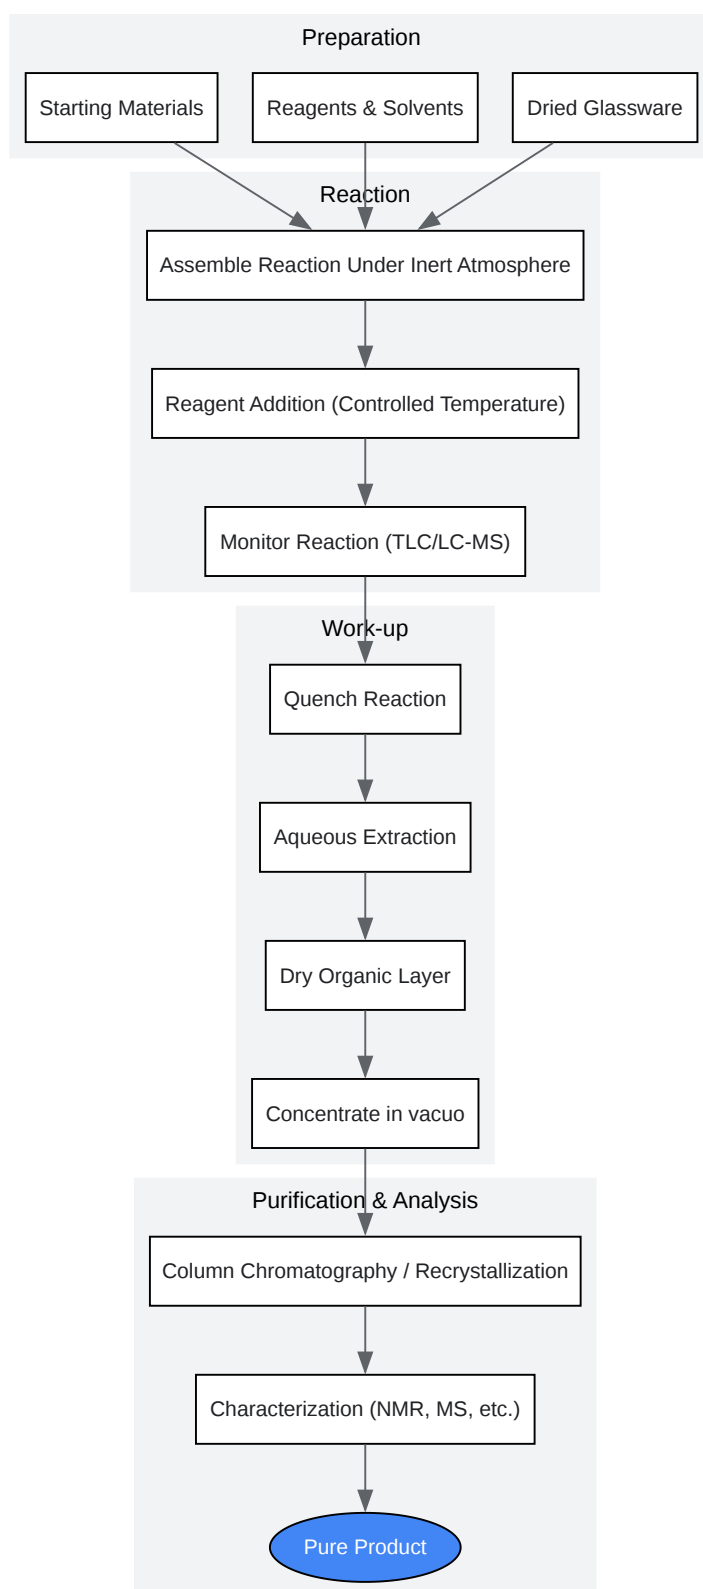 Preparation
Starting Materials
Reagents & Solvents
Dried Glassware
Reaction
Assemble Reaction Under Inert Atmosphere
Reagent Addition (Controlled Temperature)
Monitor Reaction (TLC/LC-MS)
Work-up
Quench Reaction
Aqueous Extraction
Dry Organic Layer
Concentrate in vacuo
Purification & Analysis
Column Chromatography / Recrystallization
Characterization (NMR, MS, etc.)
Pure Product